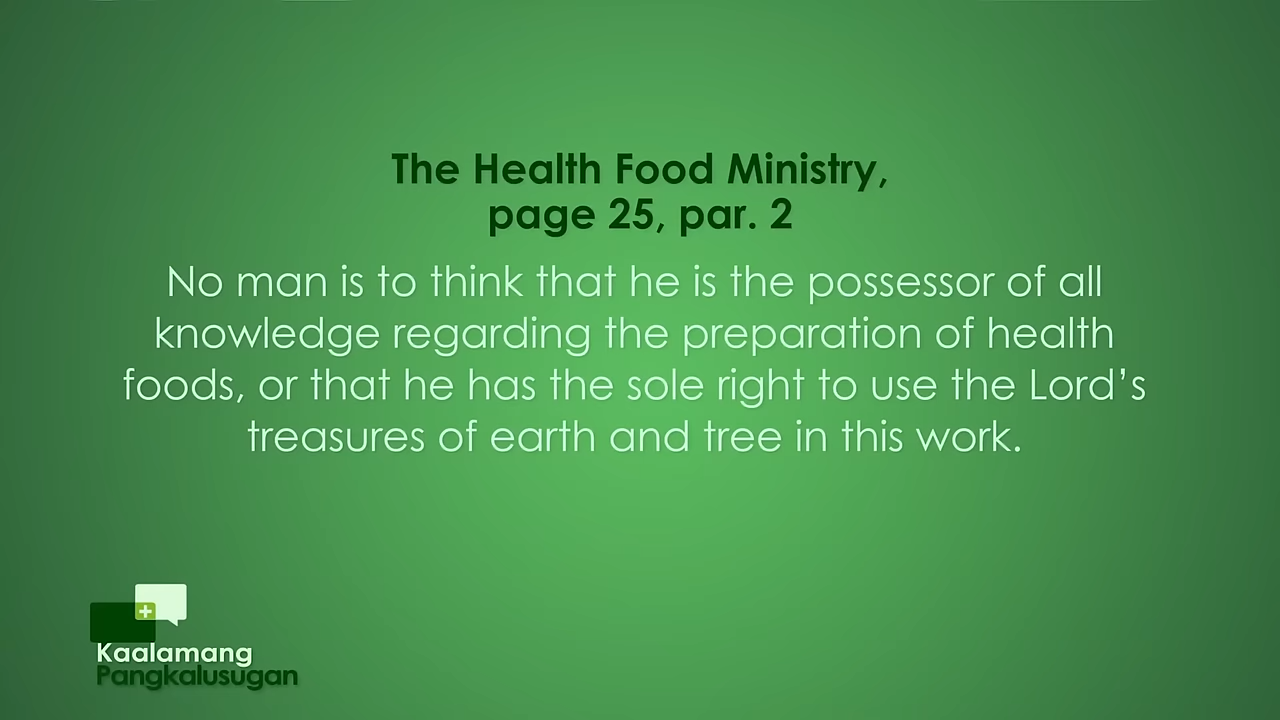 The Health Food Ministry,
page 25, par. 2
No man is to think that he is the possessor of all
knowledge regarding the preparation of health
foods, or that he has the sole right to use the Lord’s
treasures of earth and tree in this work.
Kaalamang
Pangkalusugan